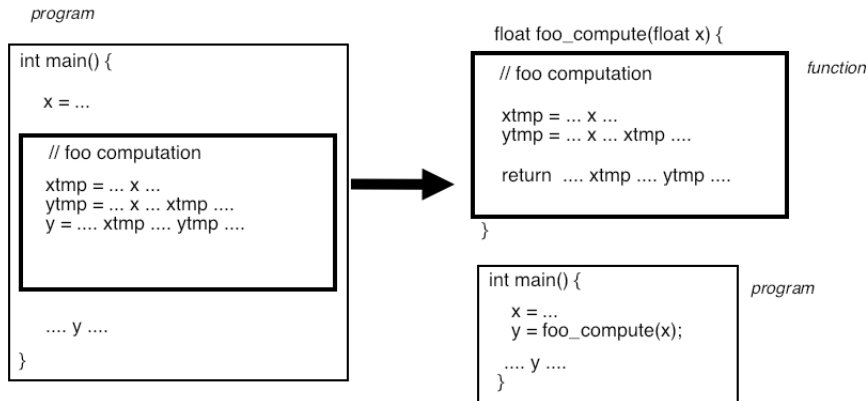 program
int main() {
x = ...
// foo computation
xtmp = ... x ...
ytmp = ... x ... xtmp ....
y = .... xtmp .... ytmp ....
.... y ....
}
float foo_compute(float x) {
function
// foo computation
xtmp = ... x ...
ytmp = ... x ... xtmp ....
return .... xtmp .... ytmp ....
}
int main() {
program
x = ...
y = foo_compute(x);
.... y ....
}